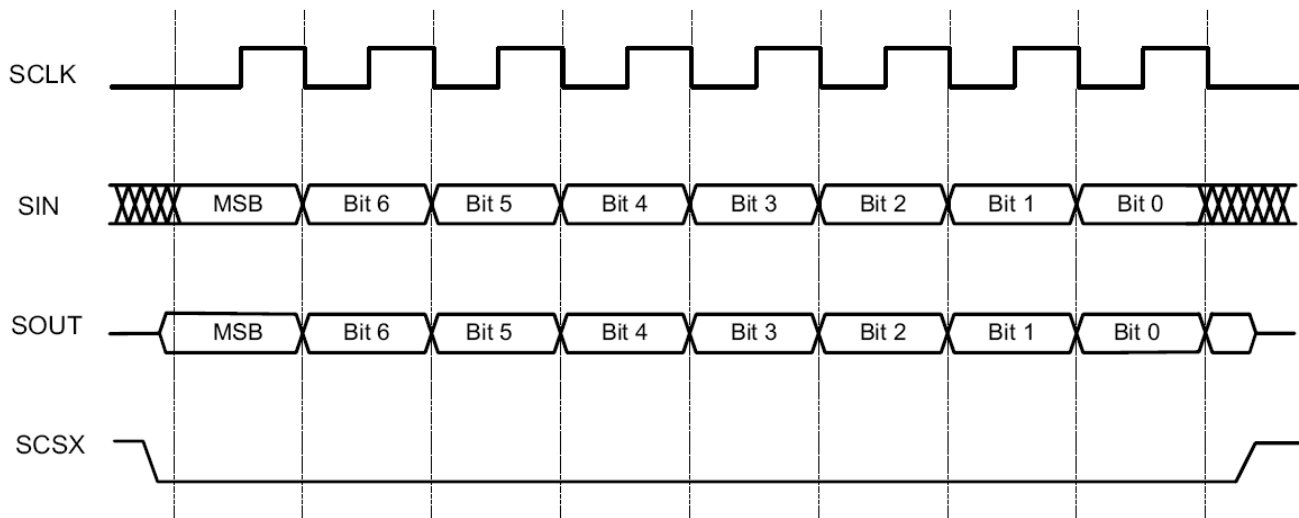 SCLK
SIN MSB Bit 6 Bit 5 Bit 4 Bit 3 Bit 2 Bit 1 Bit 0
SOUT MSB Bit 6 Bit 5 Bit 4 Bit 3 Bit 2 Bit 1 Bit 0
SCSX